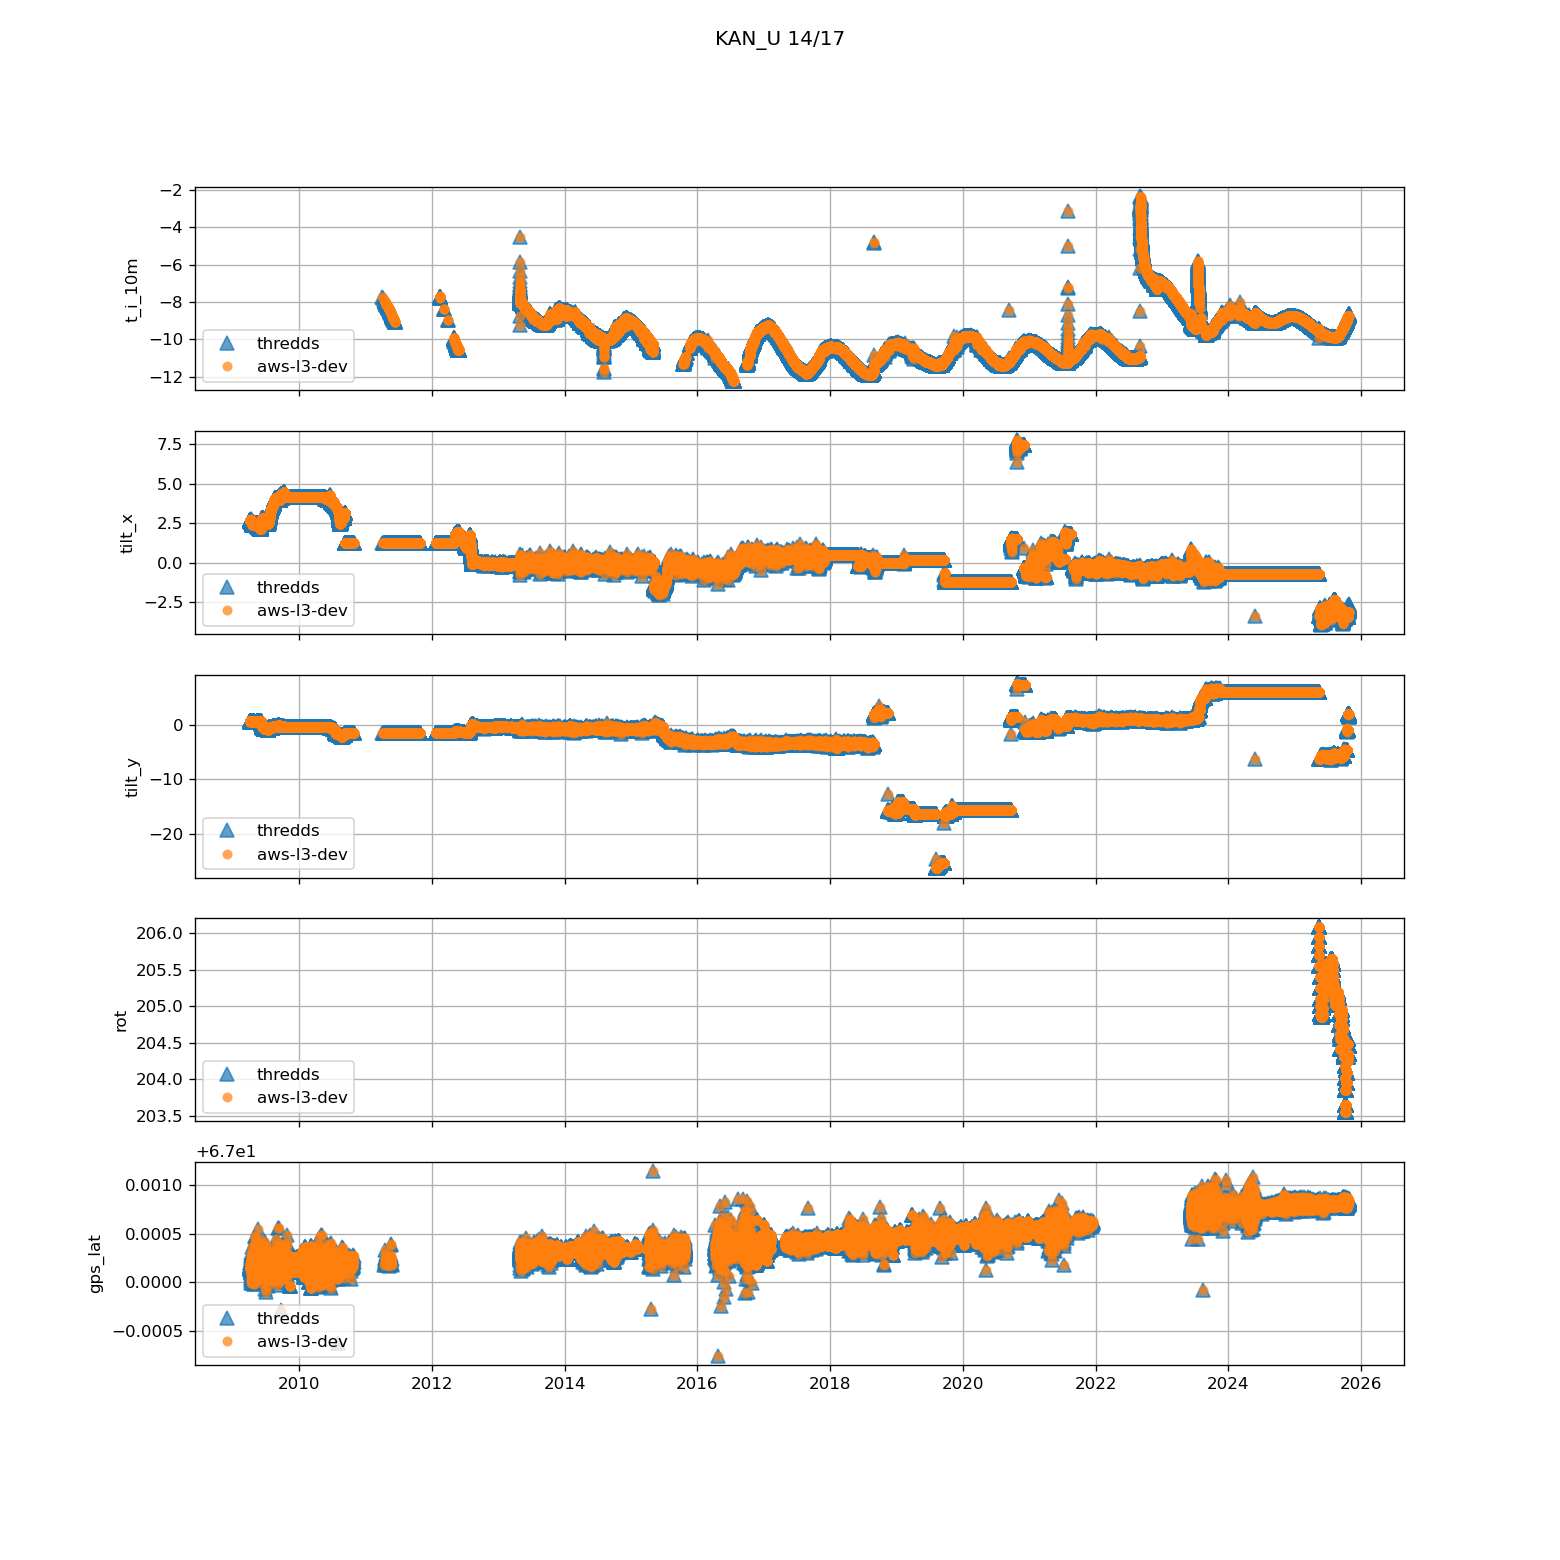 KAN_U 14/17
−2
−4
−6
−8
−10
−12
t_i_10m
thredds
aws-l3-dev
7.5
5.0
2.5
0.0
−2.5
tilt_x
thredds
aws-l3-dev
0
−10
−20
tilt_y
thredds
aws-l3-dev
206.0
205.5
205.0
204.5
204.0
203.5
rot
thredds
aws-l3-dev
+6.7e1
0.0010
0.0005
0.0000
−0.0005
gps_lat
thredds
aws-l3-dev
2010 2012 2014 2016 2018 2020 2022 2024 2026